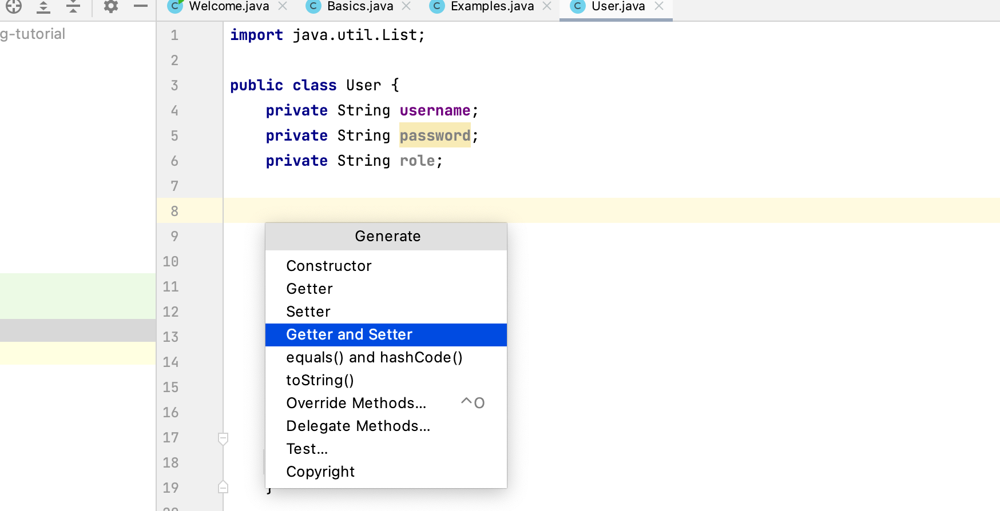 Welcome.java Basics.java Examples.java User.java
g-tutorial
1 import java.util.List;
2
3 public class User {
4 private String username;
5 private String password;
6 private String role;
7
8
9
10
11
12
13
14
15
16
17
18
19 }
Generate
Constructor
Getter
Setter
Getter and Setter
equals() and hashCode()
toString()
Override Methods... ^O
Delegate Methods...
Test...
Copyright